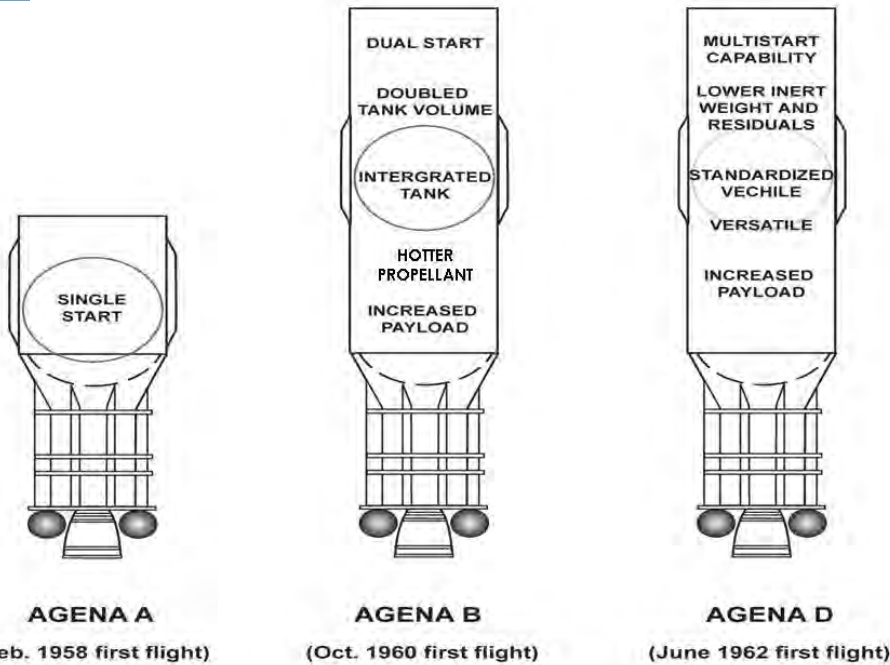 SINGLE
START
AGENA A
eb. 1958 first flight)
DUAL START
DOUBLED
TANK VOLUME
INTERGRATED
TANK
HOTTER
PROPELLANT
INCREASED
PAYLOAD
AGENA B
(Oct. 1960 first flight)
MULTISTART
CAPABILITY
LOWER INERT
WEIGHT AND
RESIDUALS
STANDARDIZED
VECHILE
VERSATILE
INCREASED
PAYLOAD
AGENA D
(June 1962 first flight)